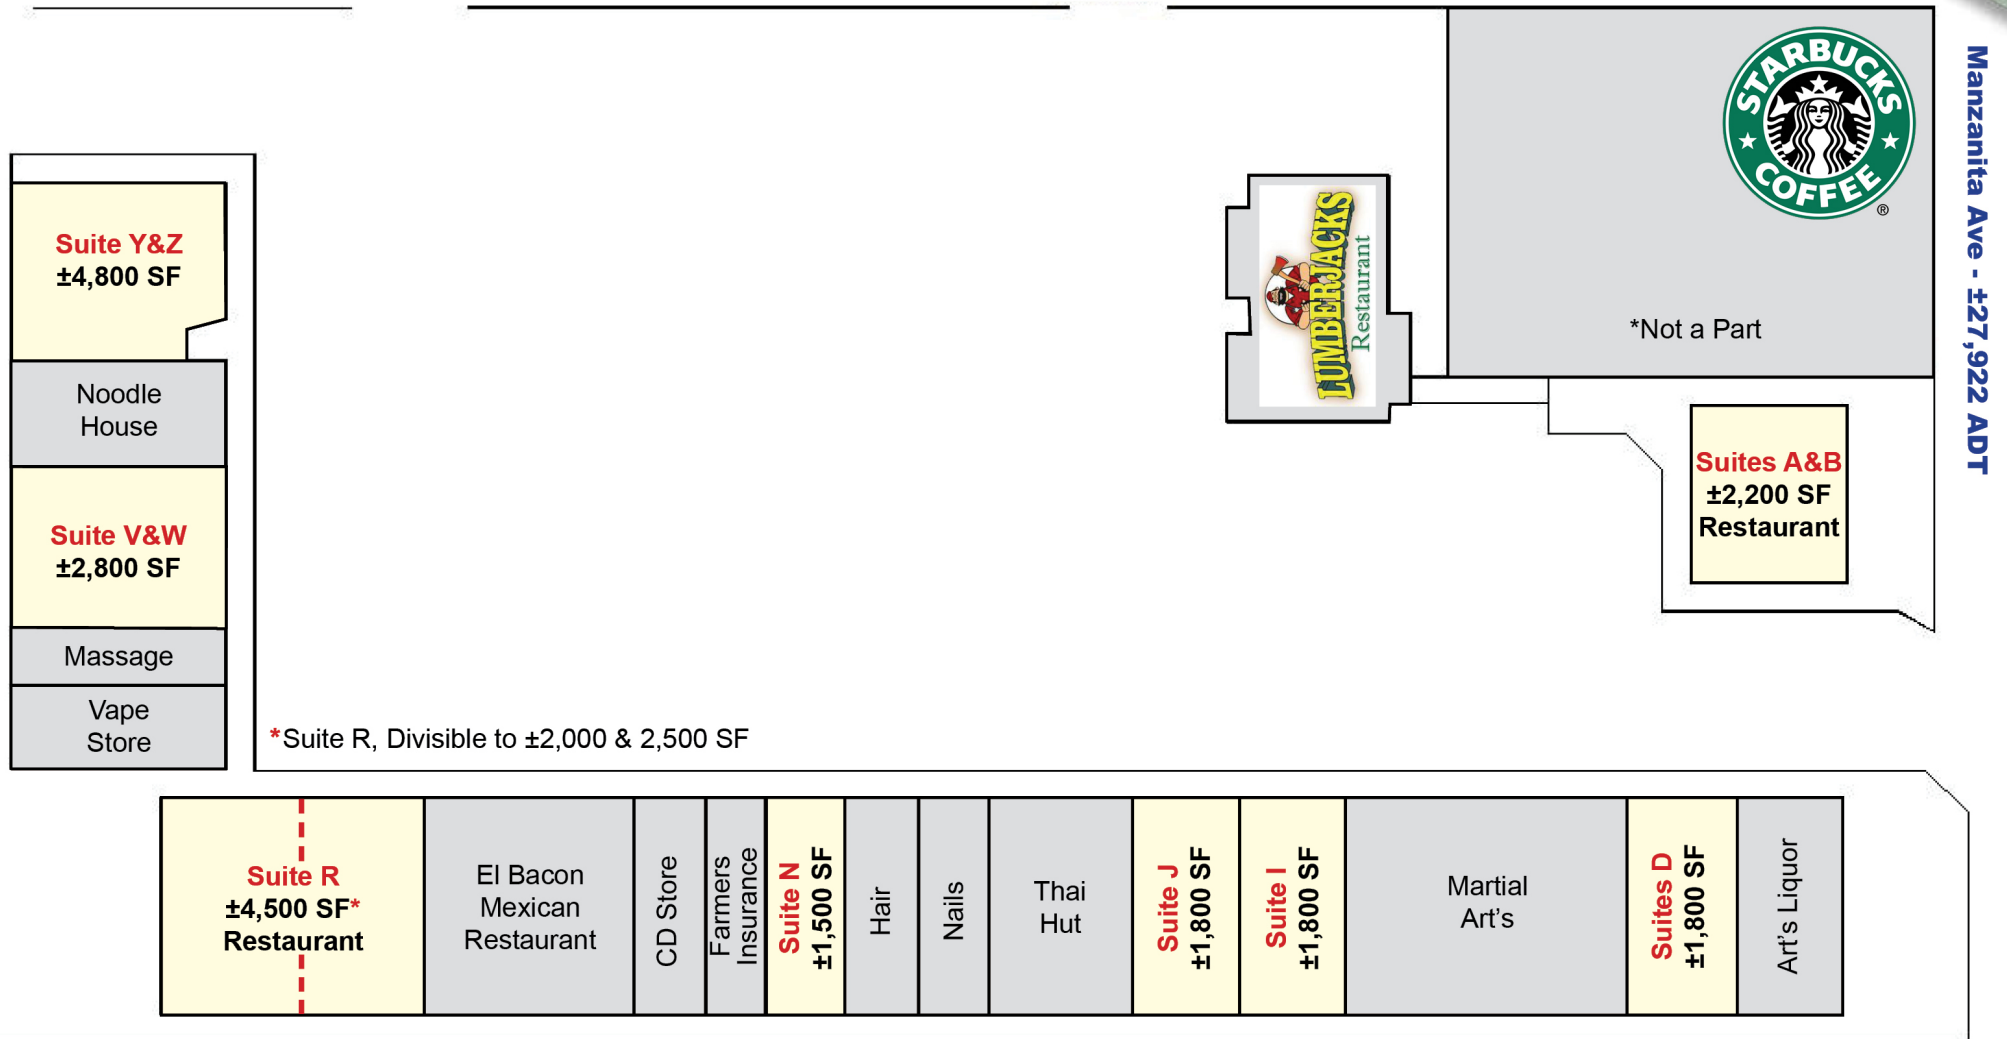 STARBUCKS
COFFEE
®
*Not a Part
Manzanita Ave - ±27,922 ADT
LUMBERJACKS
Restaurant
Suite Y&Z
±4,800 SF
Noodle
House
Suite V&W
±2,800 SF
Massage
Vape
Store
Suites A&B
±2,200 SF
Restaurant
*Suite R, Divisible to ±2,000 & 2,500 SF
Suite R
±4,500 SF*
Restaurant
El Bacon
Mexican
Restaurant
CD Store
Farmers
Insurance
Suite N
±1,500 SF
Hair
Nails
Thai
Hut
Suite J
±1,800 SF
Suite I
±1,800 SF
Martial
Art's
Suites D
±1,800 SF
Art's Liquor